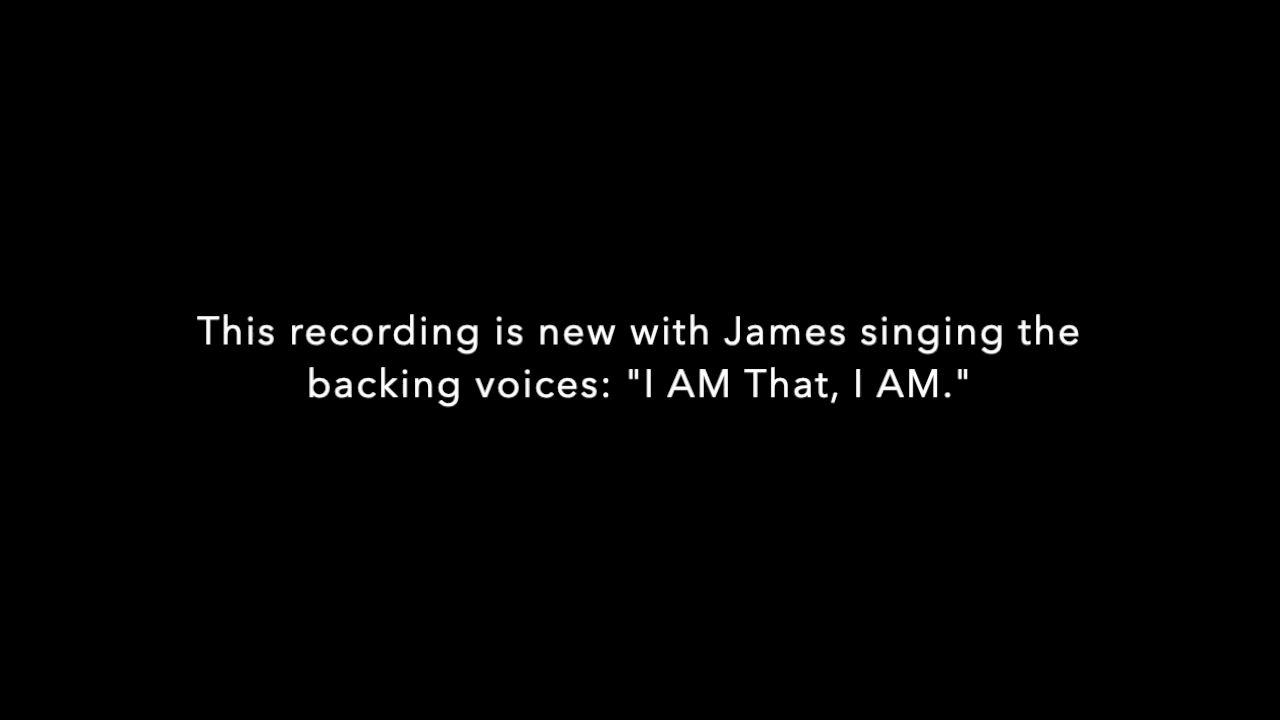 This recording is new with James singing the
backing voices: "I AM That, I AM."